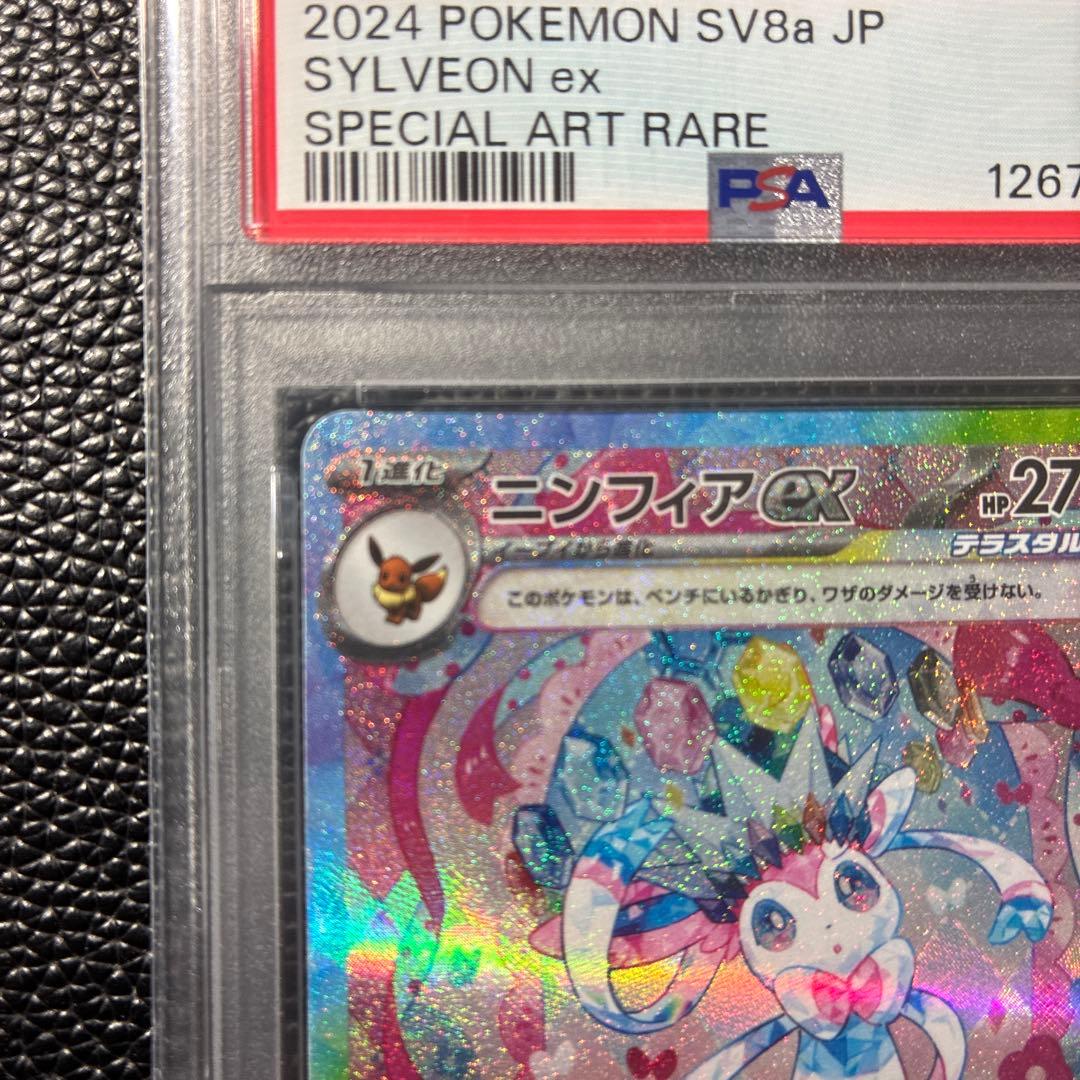 2024 POKEMON SV8a JP
SYLVEON ex
SPECIAL ART RARE
PSA
1267
1進化
ニンフィアex
HP27
テラスタル
イーブイから進化
このポケモンは、ベンチにいるかぎり、ワザのダメージを受けない。